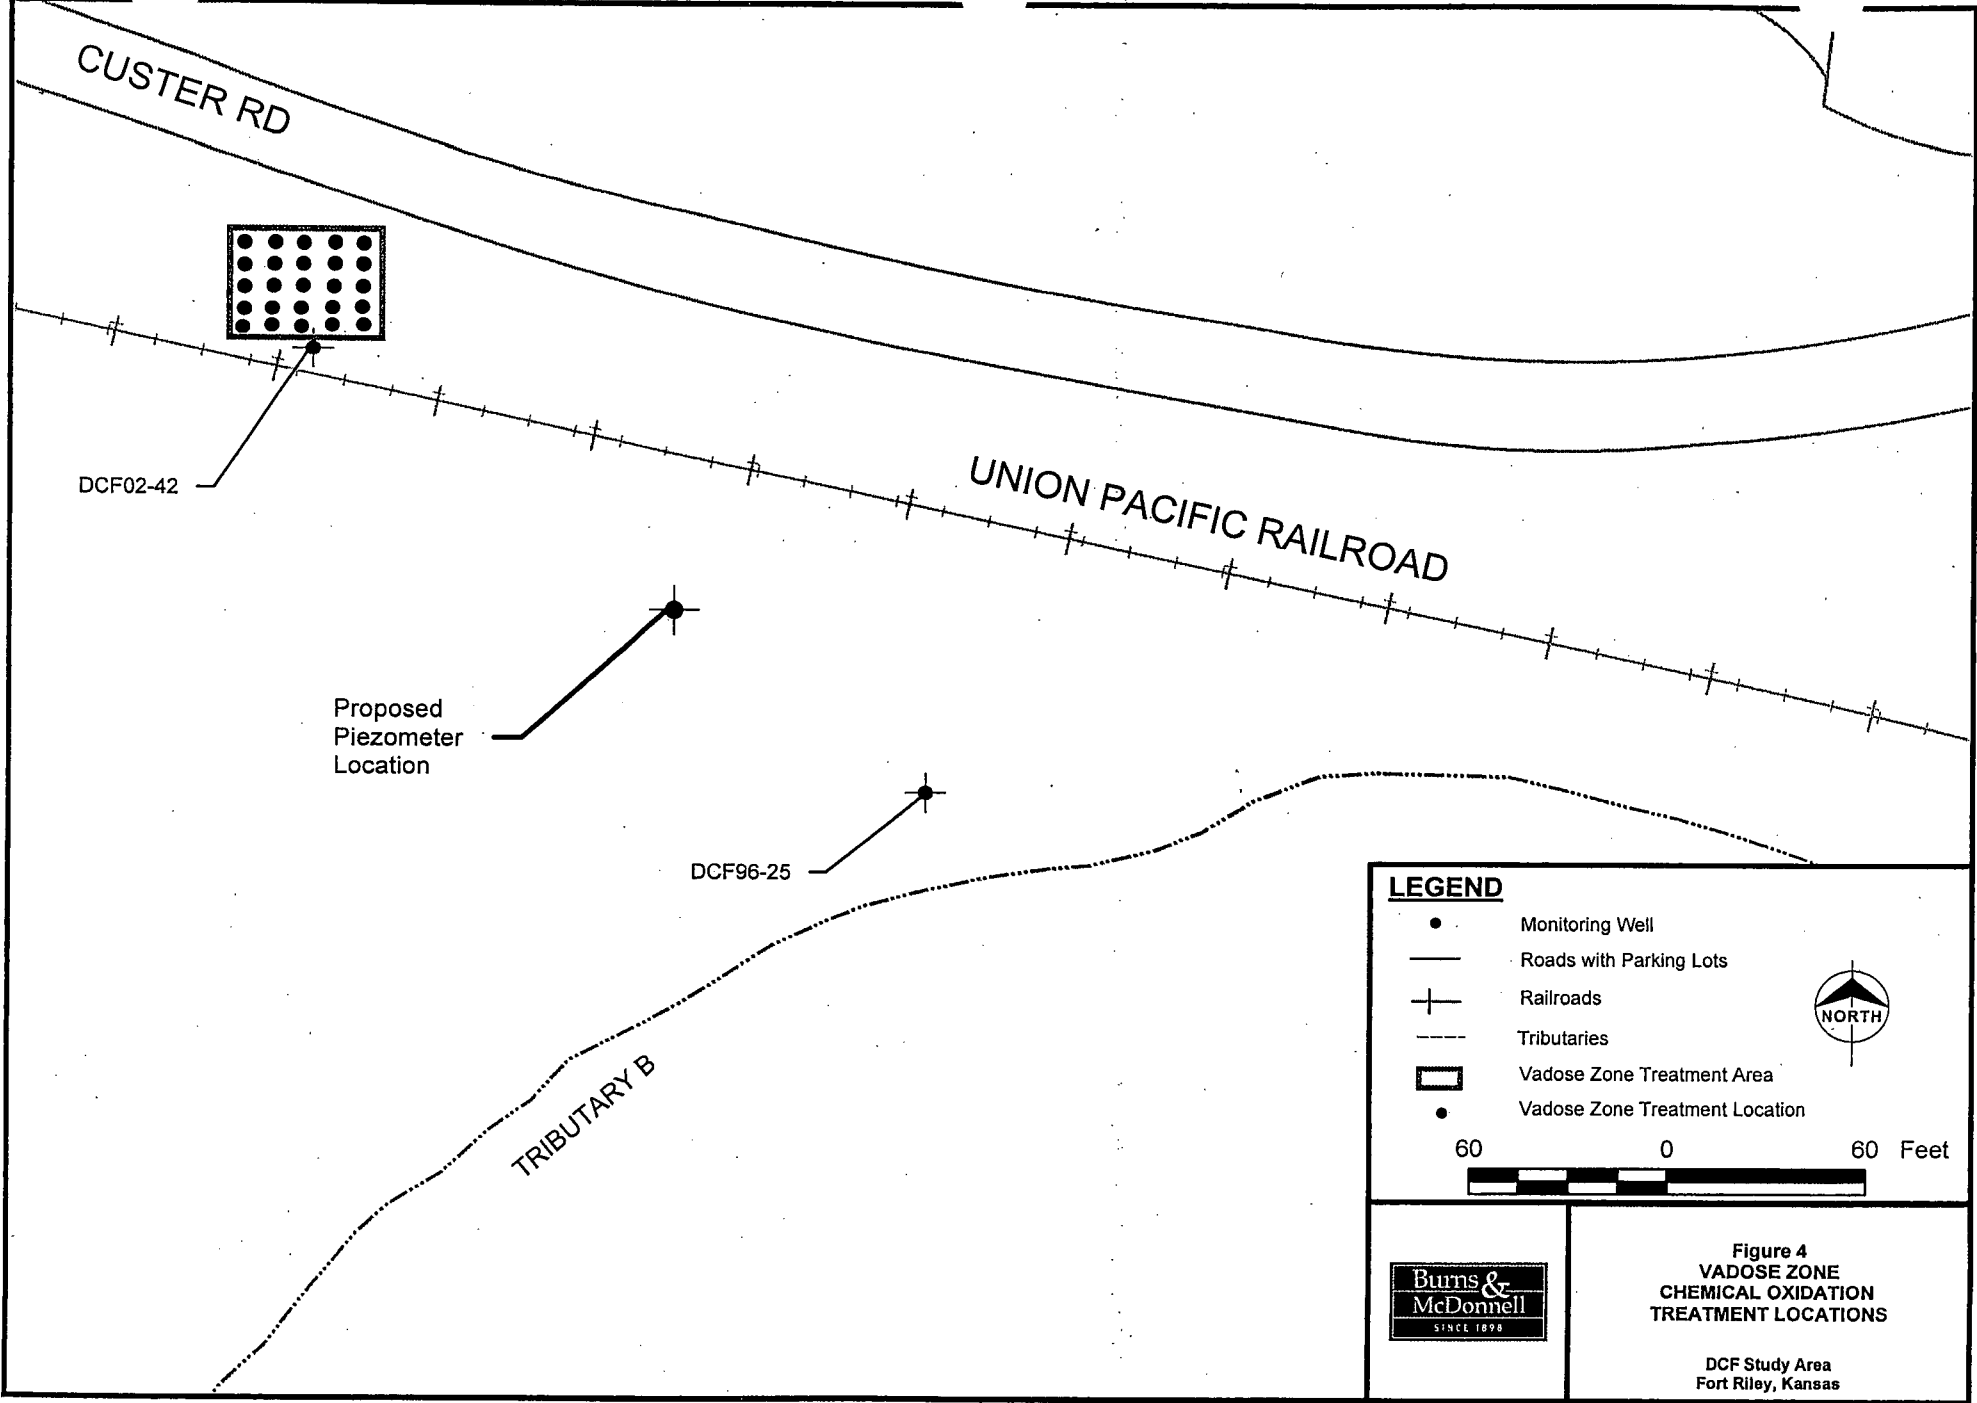 CUSTER RD
UNION PACIFIC RAILROAD
DCF02-42
Proposed
Piezometer
Location
DCF96-25
TRIBUTARY B
LEGEND
Monitoring Well
Roads with Parking Lots
Railroads
Tributaries
Vadose Zone Treatment Area
Vadose Zone Treatment Location
NORTH
60 0 60 Feet
Burns &
McDonnell
SINCE 1898
Figure 4
VADOSE ZONE
CHEMICAL OXIDATION
TREATMENT LOCATIONS
DCF Study Area
Fort Riley, Kansas